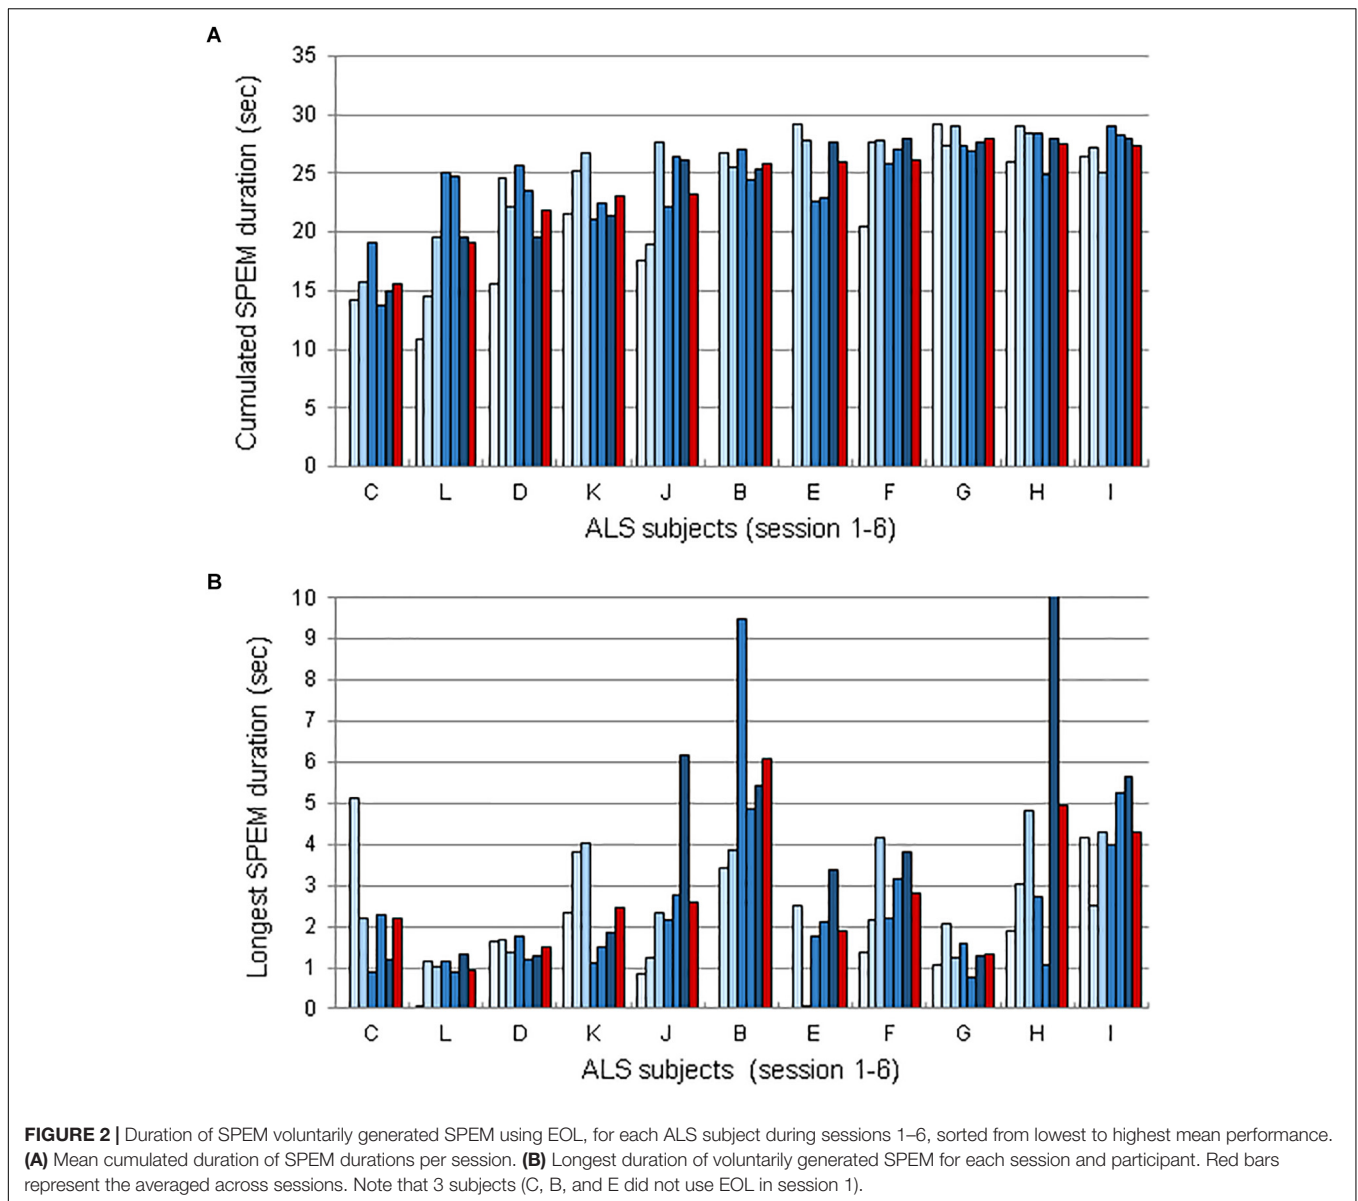 A
35
30
25
20
15
10
5
0
Cumulated SPEM duration (sec)
C L D K J B E F G H I
ALS subjects (session 1-6)
B
10
9
8
7
6
5
4
3
2
1
0
Longest SPEM duration (sec)
C L D K J B E F G H I
ALS subjects (session 1-6)
FIGURE 2 | Duration of SPEM voluntarily generated SPEM using EOL, for each ALS subject during sessions 1–6, sorted from lowest to highest mean performance.
(A) Mean cumulated duration of SPEM durations per session. (B) Longest duration of voluntarily generated SPEM for each session and participant. Red bars
represent the averaged across sessions. Note that 3 subjects (C, B, and E did not use EOL in session 1).